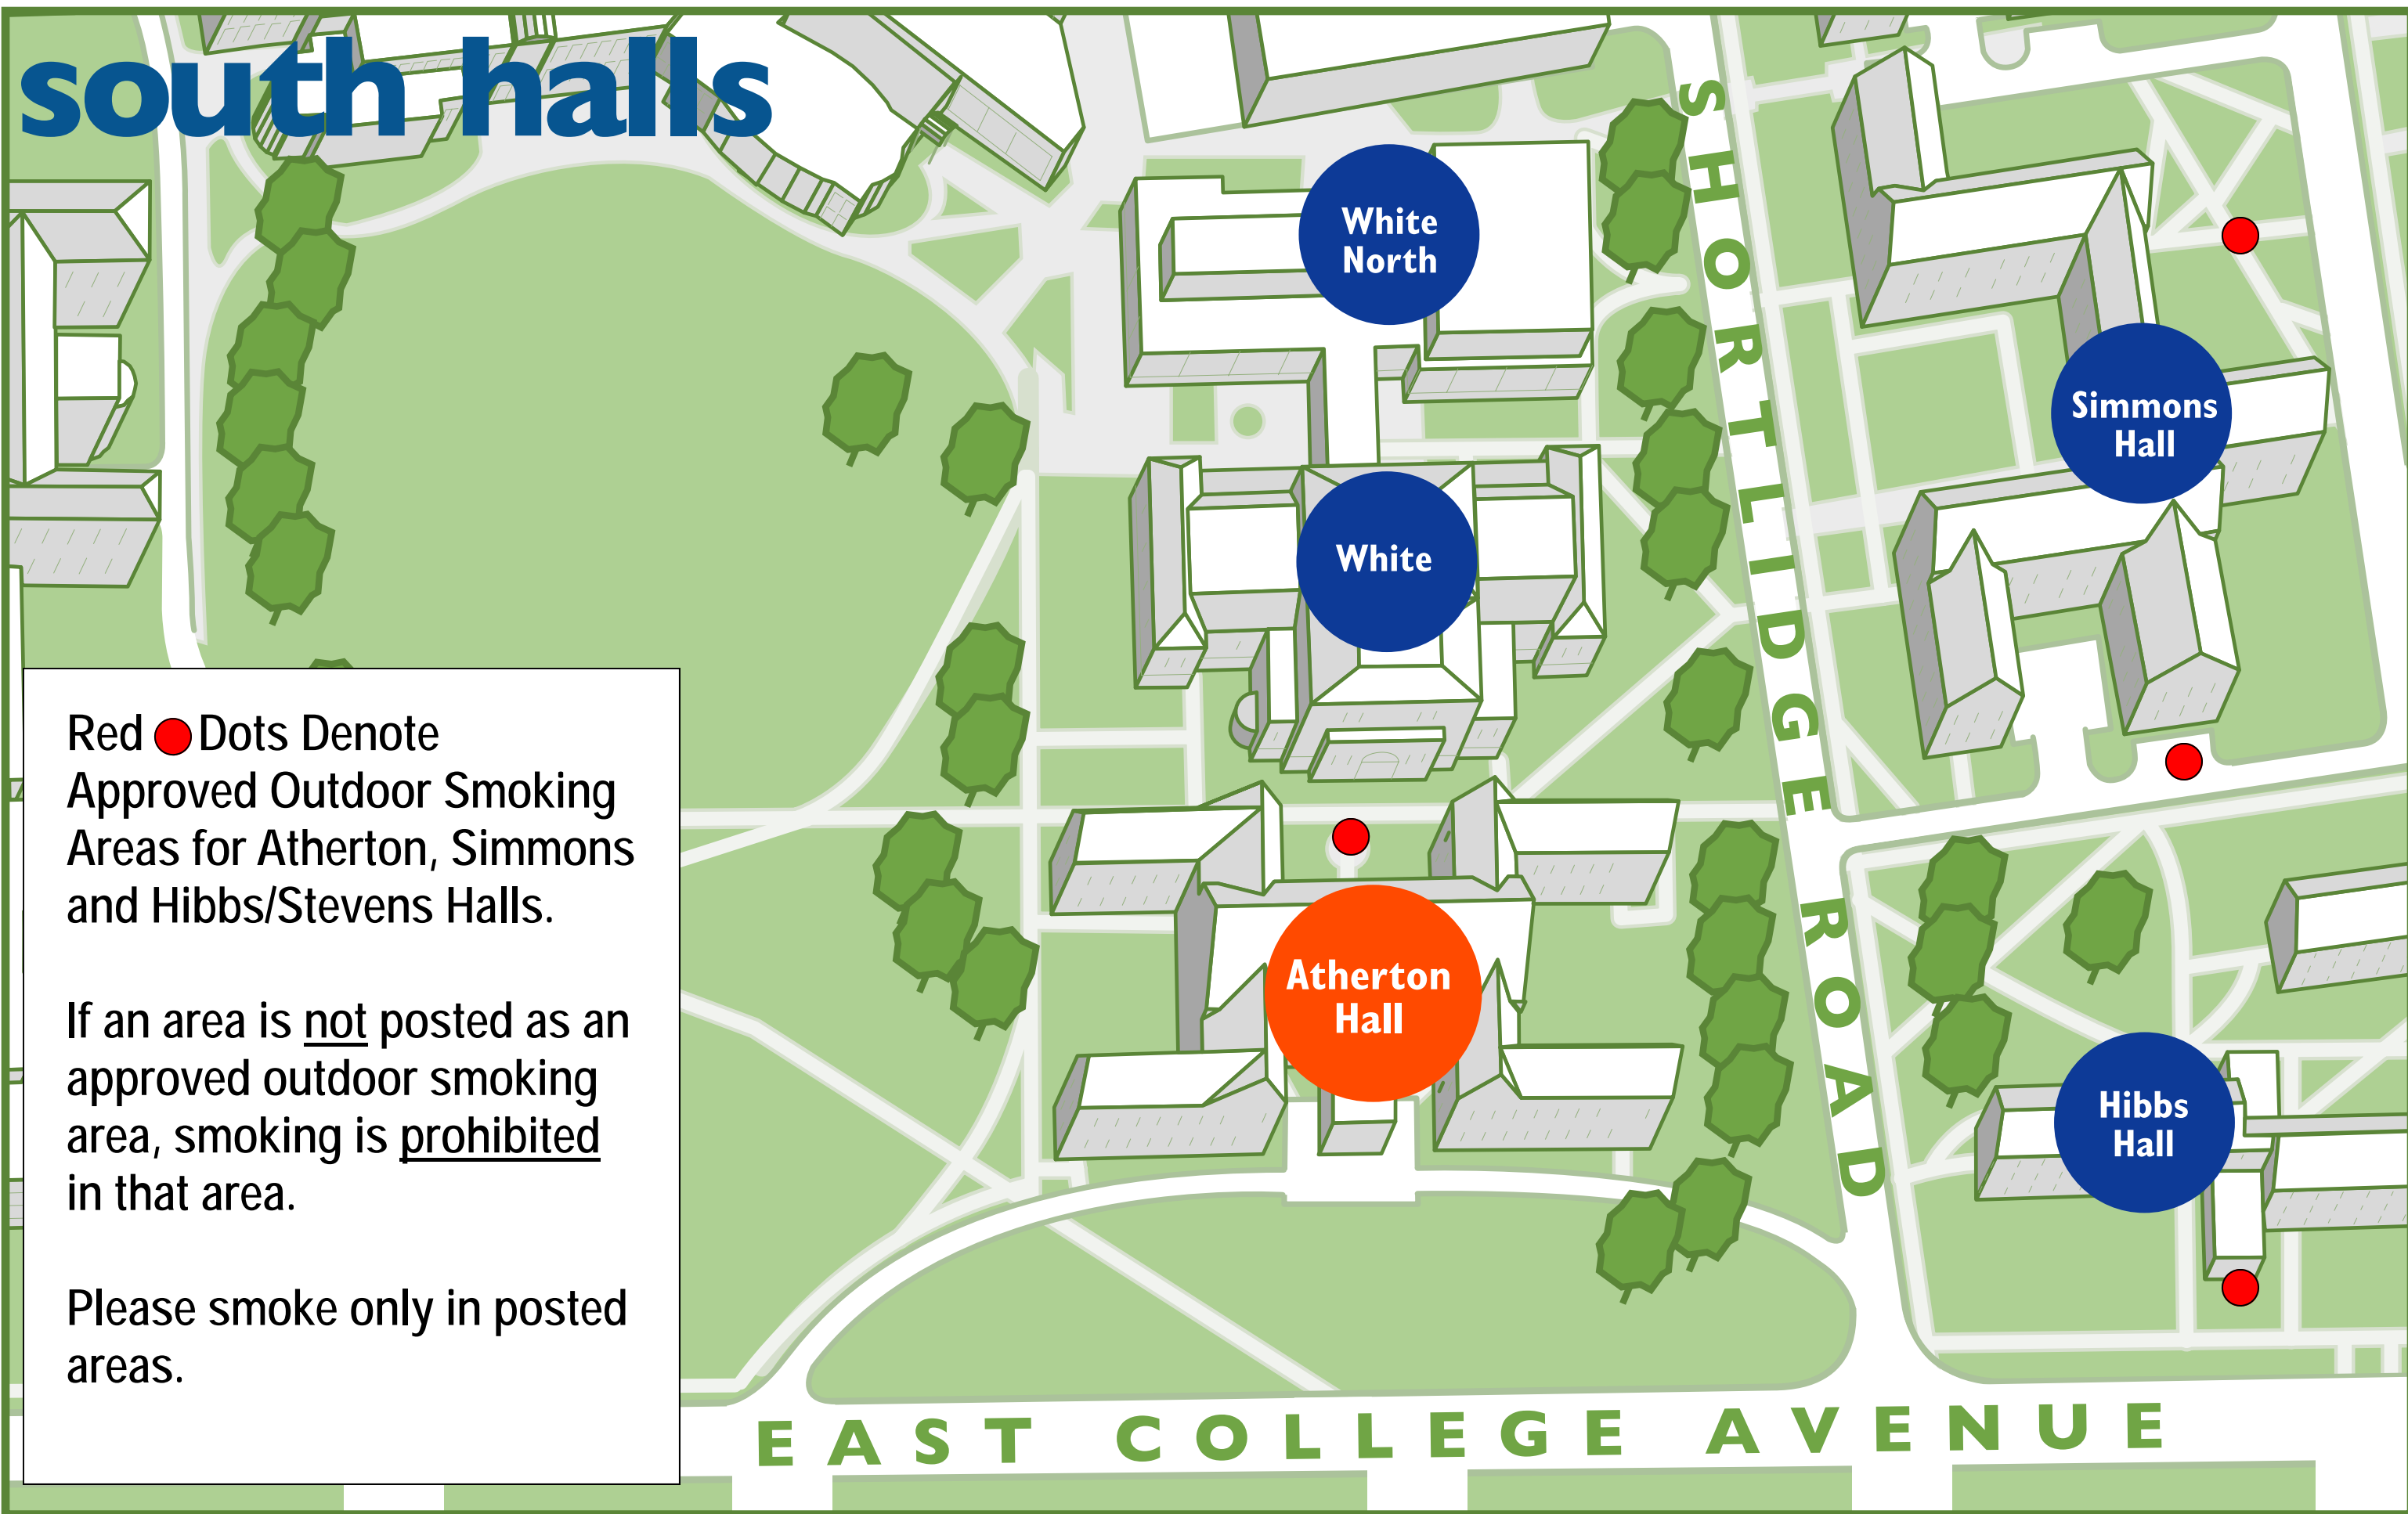 south halls
White
North
SHORTLIDGE ROAD
Simmons
Hall
White
Red Dots Denote
Approved Outdoor Smoking
Areas for Atherton, Simmons
and Hibbs/Stevens Halls.
If an area is not posted as an
approved outdoor smoking
area, smoking is prohibited
in that area.
Please smoke only in posted
areas.
Atherton
Hall
Hibbs
Hall
EAST COLLEGE AVENUE